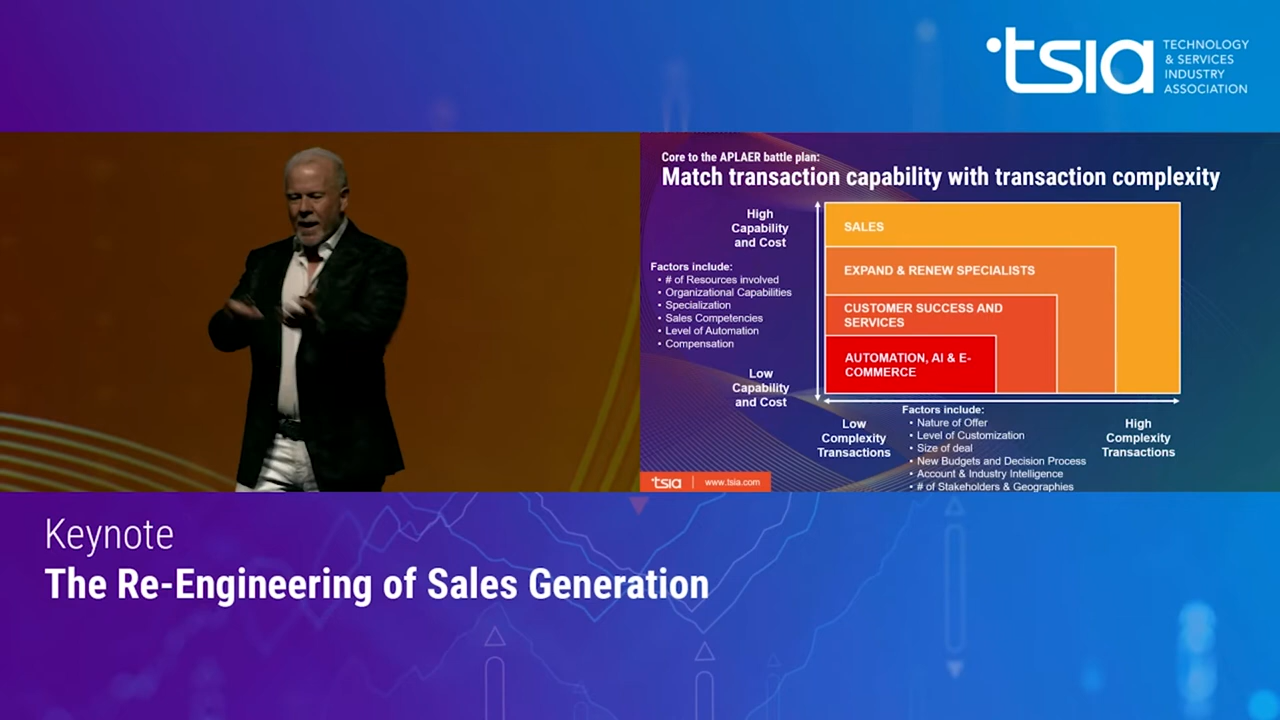 tsia
TECHNOLOGY
& SERVICES
INDUSTRY
ASSOCIATION
Core to the APLAER battle plan:
Match transaction capability with transaction complexity
High
Capability
and Cost
Factors include:
• # of Resources involved
• Organizational Capabilities
• Specialization
• Sales Competencies
• Level of Automation
• Compensation
Low
Capability
and Cost
SALES
EXPAND & RENEW SPECIALISTS
CUSTOMER SUCCESS AND
SERVICES
AUTOMATION, AI & E-
COMMERCE
Low
Complexity
Transactions
Factors include:
• Nature of Offer
• Level of Customization
• Size of deal
• New Budgets and Decision Process
• Account & Industry Intelligence
• # of Stakeholders & Geographies
High
Complexity
Transactions
tsia
www.tsia.com
Keynote
The Re-Engineering of Sales Generation